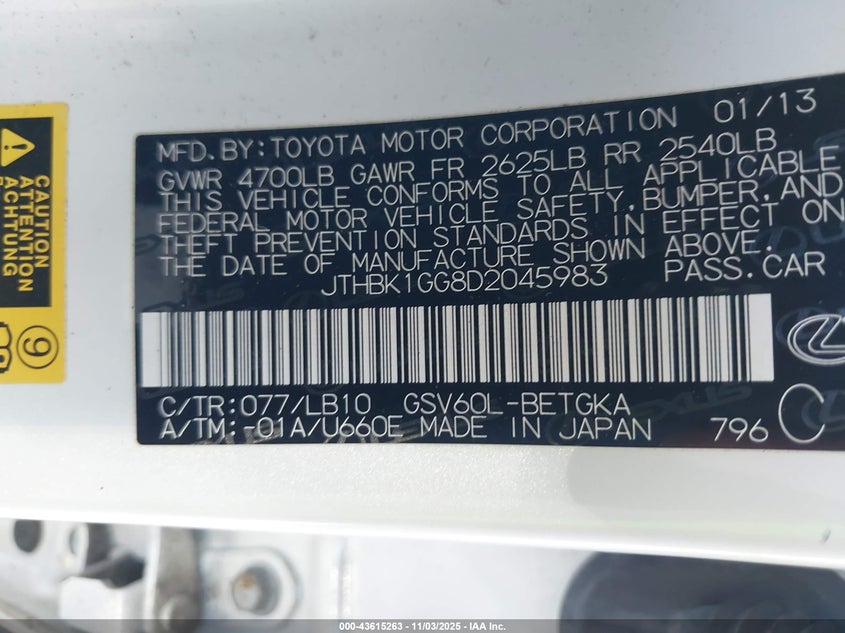 MFD. BY: TOYOTA MOTOR CORPORATION 01/13
GVWR 4700LB GAWR FR 2625LB RR 2540LB
THIS VEHICLE CONFORMS TO ALL APPLICABLE
FEDERAL MOTOR VEHICLE SAFETY, BUMPER, AND
THEFT PREVENTION STANDARDS IN EFFECT ON
THE DATE OF MANUFACTURE SHOWN ABOVE.
JTHBK1GG8D2045983 PASS. CAR
C/TR: 077/LB10 GSV60L-BETGKA
A/TM: -01A/U660E MADE IN JAPAN 796 C
CAUTION
ATTENTION
ACHTUNG
9
000-43615263 - 11/03/2025 - IAA Inc.